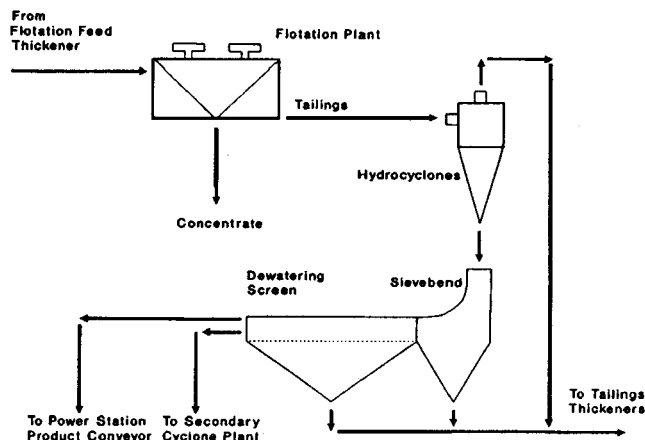 From
Flotation Feed
Thickener
Flotation Plant
Tailings
Hydrocyclones
Concentrate
Dewatering
Screen
Sievebend
To Tailings
Thickeners
To Power Station
Product Conveyor
To Secondary
Cyclone Plant